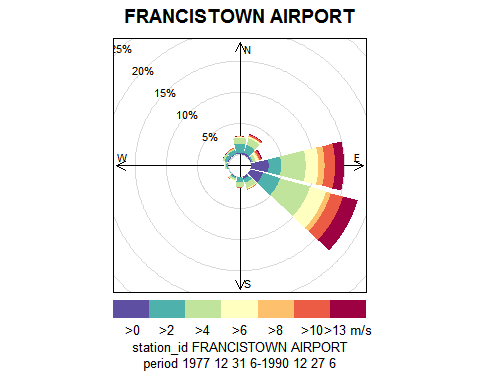 FRANCISTOWN AIRPORT
25%
N
20%
15%
10%
5%
W
E
S
>0 >2 >4 >6 >8 >10 >13 m/s
station_id FRANCISTOWN AIRPORT
period 1977 12 31 6-1990 12 27 6